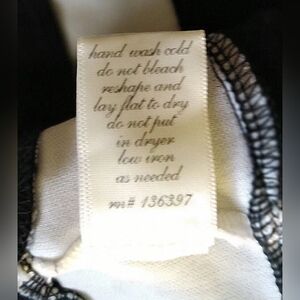 hand wash cold
do not bleach
reshape and
lay flat to dry
do not put
in dryer
low iron
as needed
rn# 136397